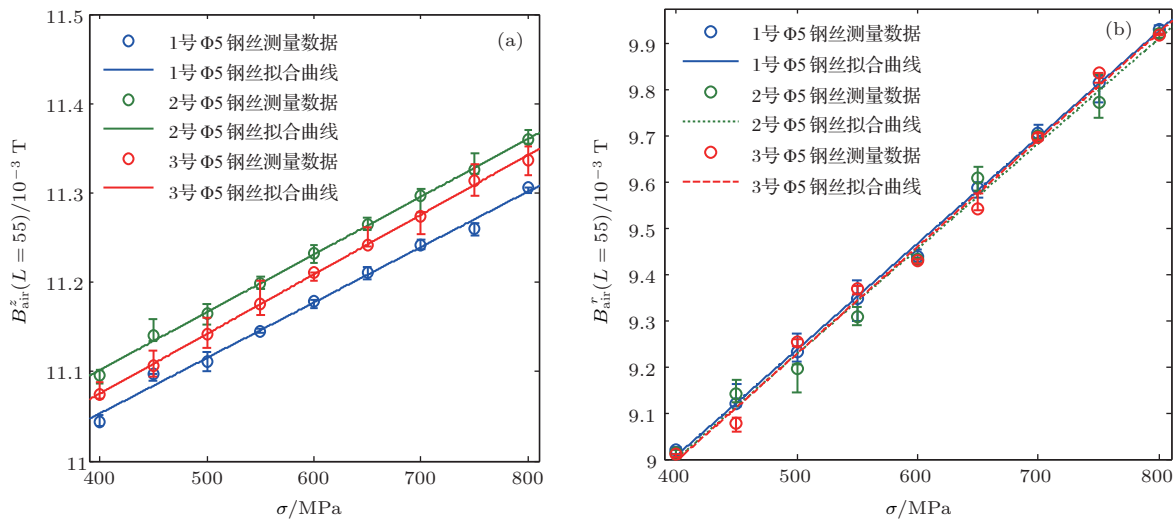 11.5
11.4
11.3
11.2
11.1
11
400
500
600
700
800
σ/MPa
B^z_air(L = 55)/10^-3 T
(a)
1号 Φ5 钢丝测量数据
1号 Φ5 钢丝拟合曲线
2号 Φ5 钢丝测量数据
2号 Φ5 钢丝拟合曲线
3号 Φ5 钢丝测量数据
3号 Φ5 钢丝拟合曲线
9.9
9.8
9.7
9.6
9.5
9.4
9.3
9.2
9.1
9
400
500
600
700
800
σ/MPa
B^r_air(L = 55)/10^-3 T
(b)
1号 Φ5 钢丝测量数据
1号 Φ5 钢丝拟合曲线
2号 Φ5 钢丝测量数据
2号 Φ5 钢丝拟合曲线
3号 Φ5 钢丝测量数据
3号 Φ5 钢丝拟合曲线